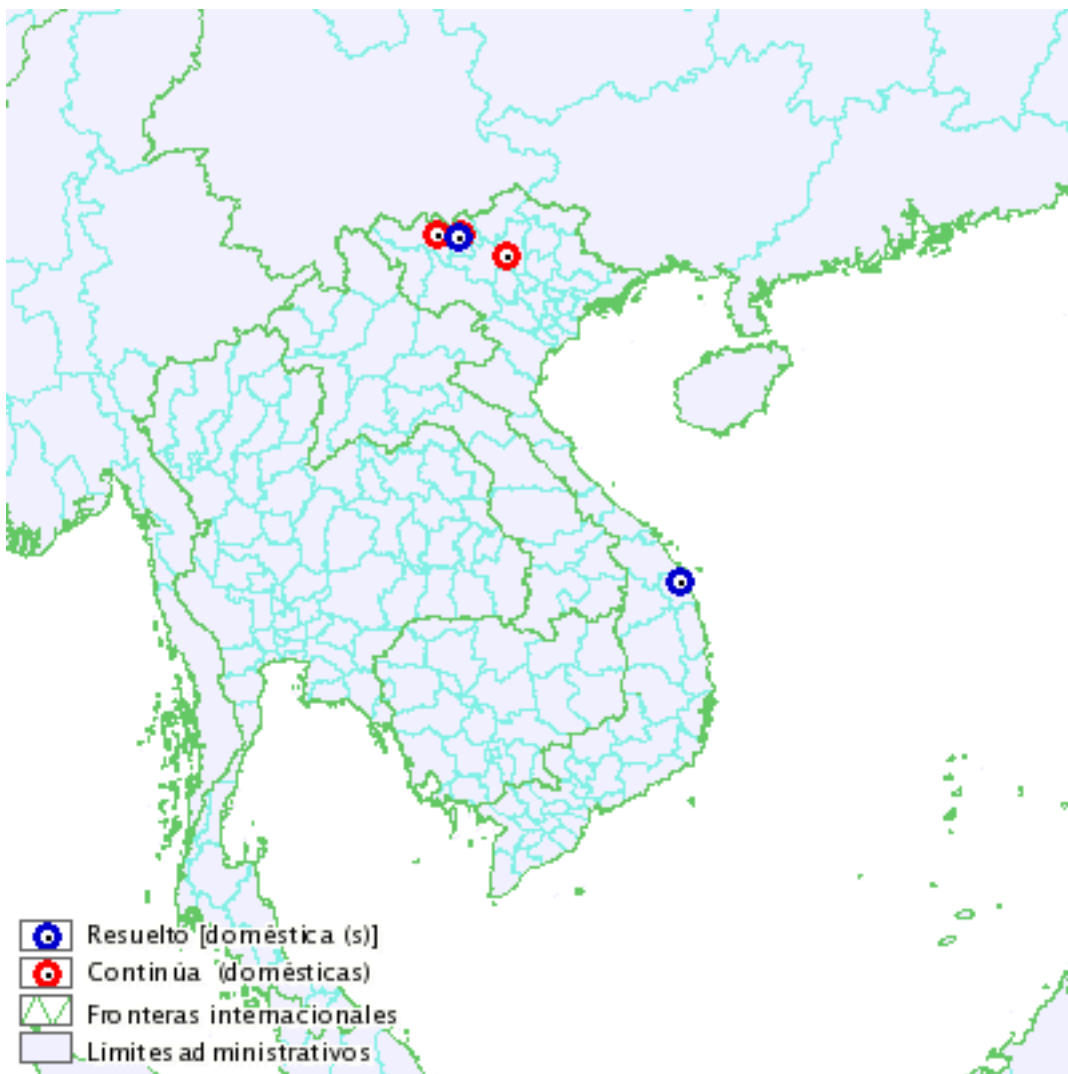 Resuelto [doméstica (s)]
Continúa (domésticas)
Fronteras internacionales
Límites administrativos